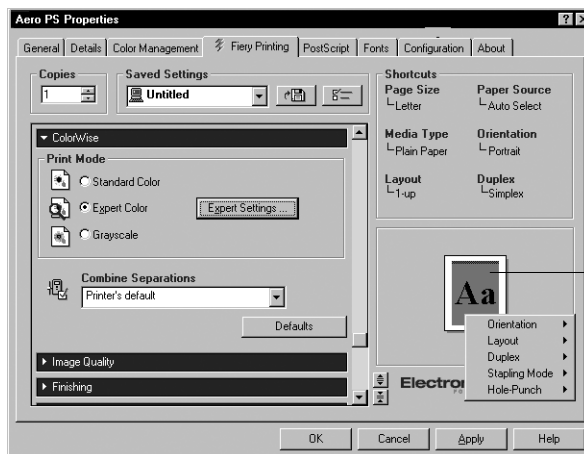 Aero PS Properties
General Details Color Management Fiery Printing PostScript Fonts Configuration About
Copies
1
Saved Settings
Untitled
ColorWise
Print Mode
Standard Color
Expert Color
Expert Settings ...
Grayscale
Combine Separations
Printer's default
Defaults
Image Quality
Finishing
Shortcuts
Page Size
Letter
Paper Source
Auto Select
Media Type
Plain Paper
Orientation
Portrait
Layout
1-up
Duplex
Simplex
Aa
Orientation
Layout
Duplex
Stapling Mode
Hole-Punch
OK Cancel Apply Help